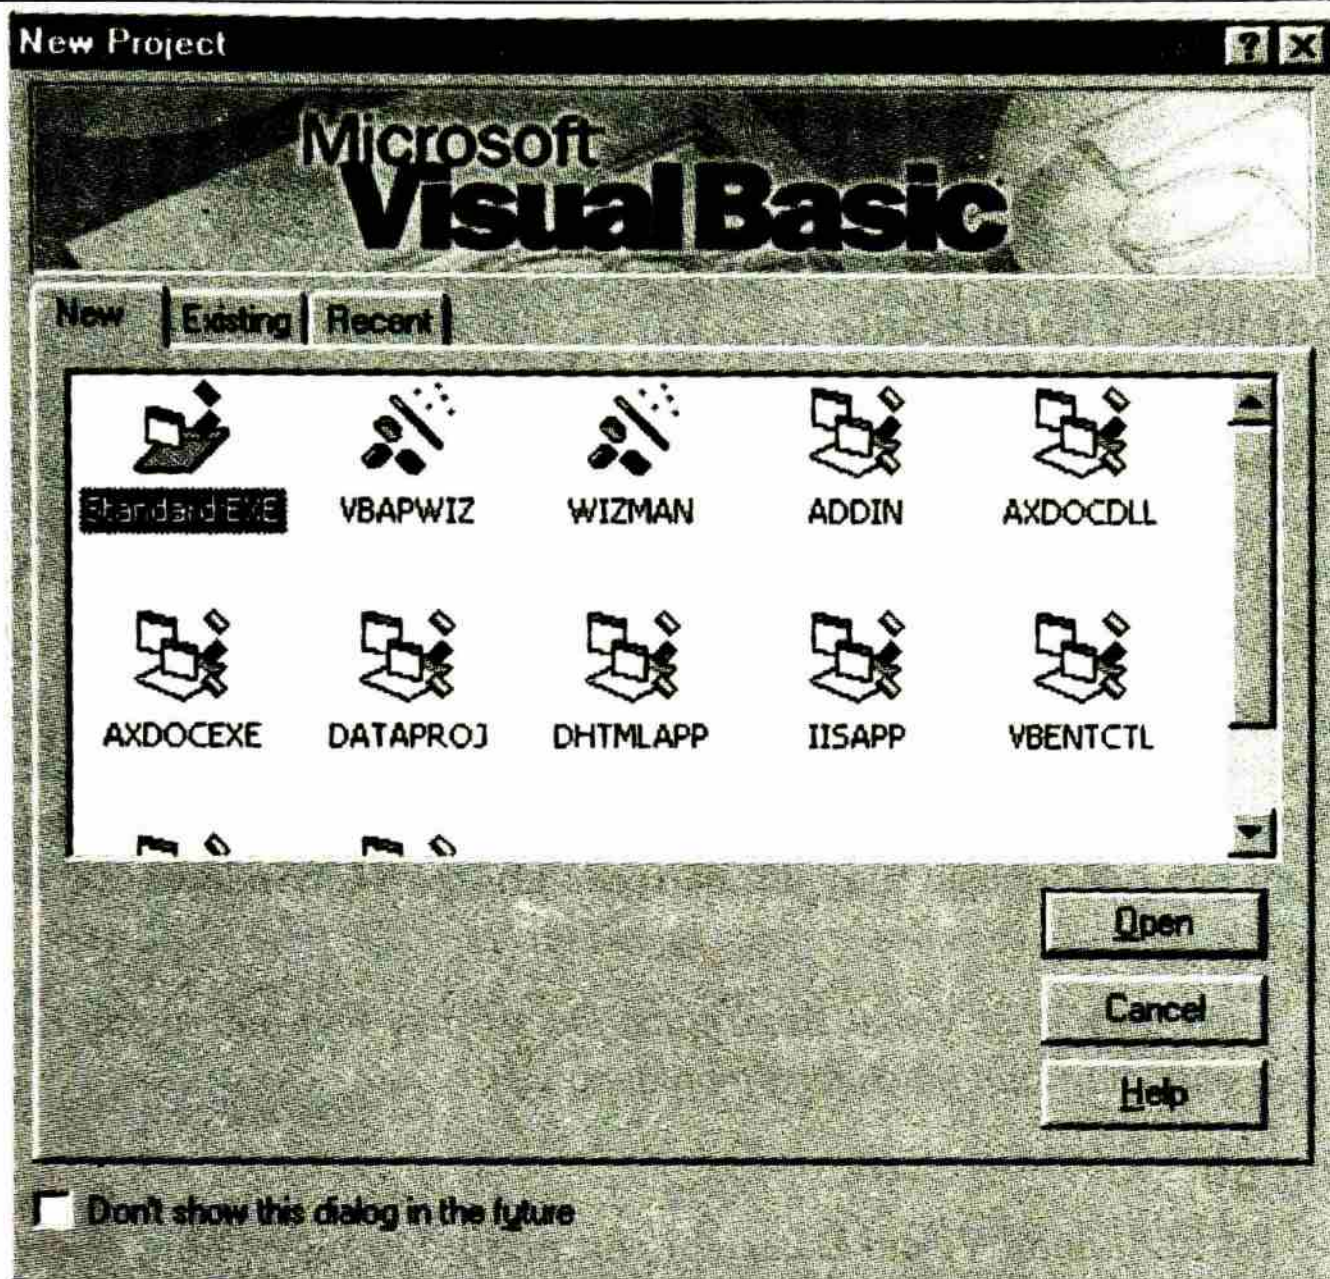 New Project
Microsoft
Visual Basic
New Existing Recent
Standard EXE VBAPWIZ WIZMAN ADDIN AXDOCDLL
AXDOCEXE DATAPROJ DHTMLAPP IISAPP VBENTCTL
Open
Cancel
Help
Don't show this dialog in the future